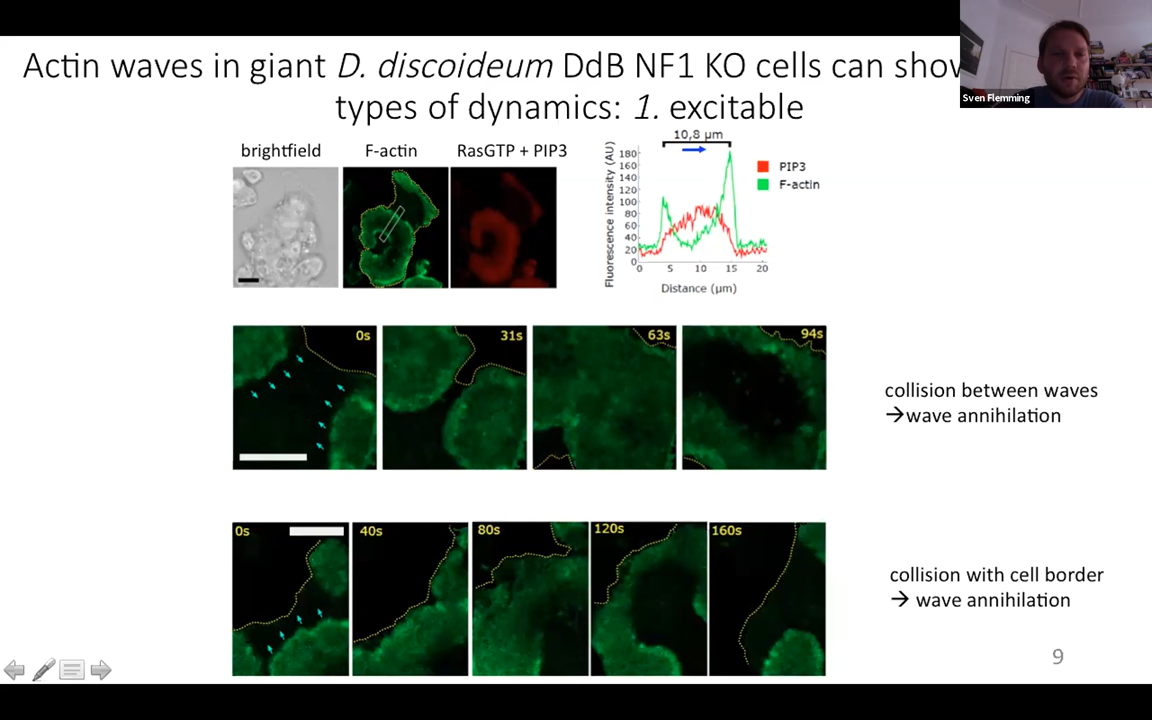 Actin waves in giant D. discoideum DdB NF1 KO cells can show
types of dynamics: 1. excitable
Sven Flemming
brightfield
F-actin
RasGTP + PIP3
10,8 µm
Fluorescence intensity (AU)
180
160
140
120
100
80
60
40
20
0
0
5
10
15
20
Distance (µm)
PIP3
F-actin
0s
31s
63s
94s
collision between waves
→wave annihilation
0s
40s
80s
120s
160s
collision with cell border
→ wave annihilation
9